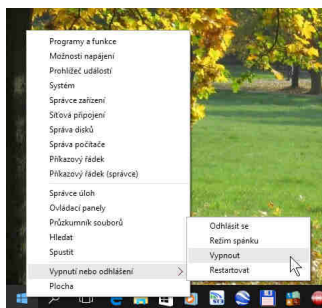 Programy a funkce
Možnosti napájení
Prohlížeč událostí
Systém
Správce zařízení
Síťová připojení
Správa disků
Správa počítače
Příkazový řádek
Příkazový řádek (správce)
Správce úloh
Ovládací panely
Průzkumník souborů
Hledat
Spustit
Vypnutí nebo odhlášení
Plocha
Odhlásit se
Režim spánku
Vypnout
Restartovat